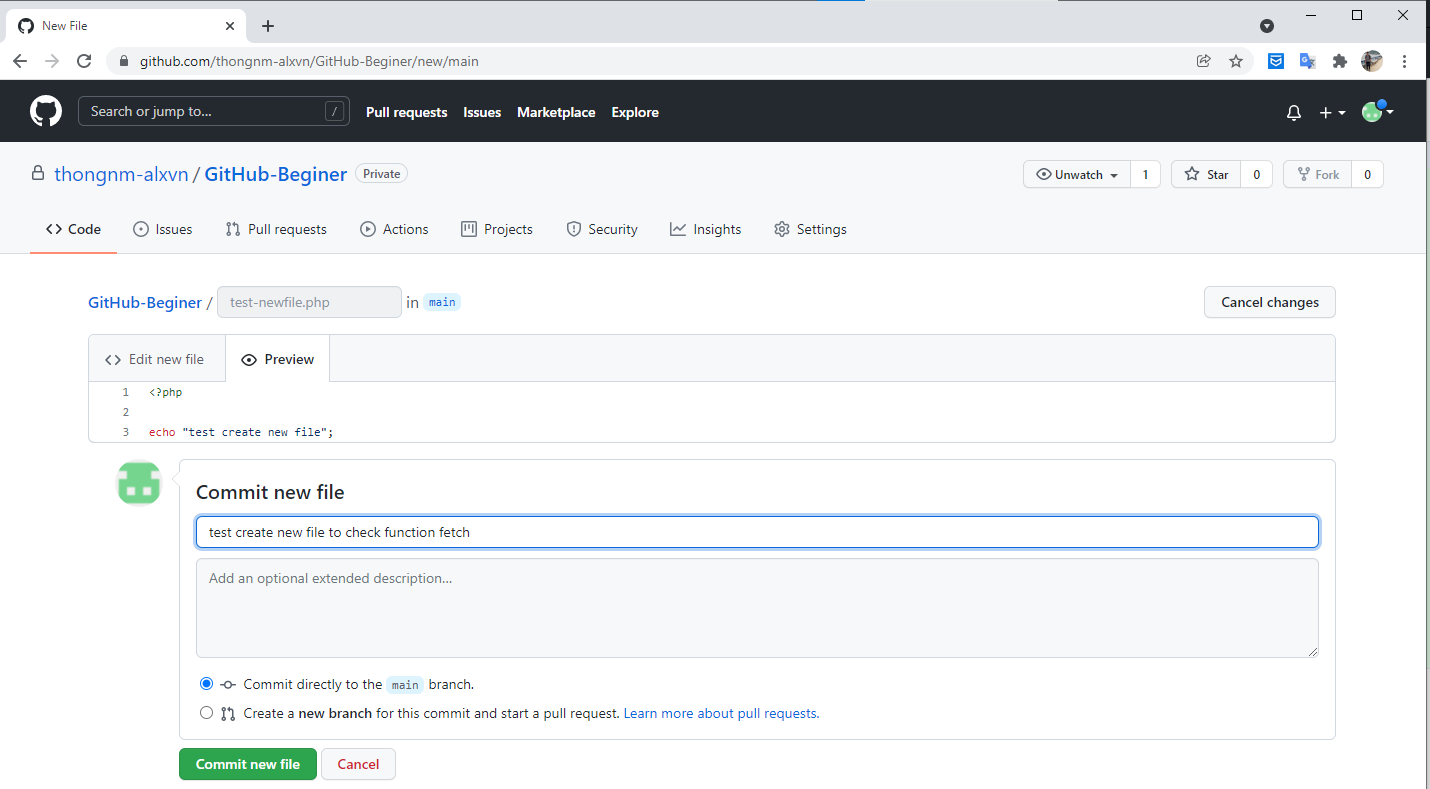 New File
github.com/thongnm-alxvn/GitHub-Beginer/new/main
Search or jump to... / Pull requests Issues Marketplace Explore
thongnm-alxvn / GitHub-Beginer Private Unwatch 1 Star 0 Fork 0
Code Issues Pull requests Actions Projects Security Insights Settings
GitHub-Beginer / test-newfile.php in main Cancel changes
Edit new file Preview
1 <?php
2
3 echo "test create new file";
Commit new file
test create new file to check function fetch
Add an optional extended description...
Commit directly to the main branch.
Create a new branch for this commit and start a pull request. Learn more about pull requests.
Commit new file Cancel